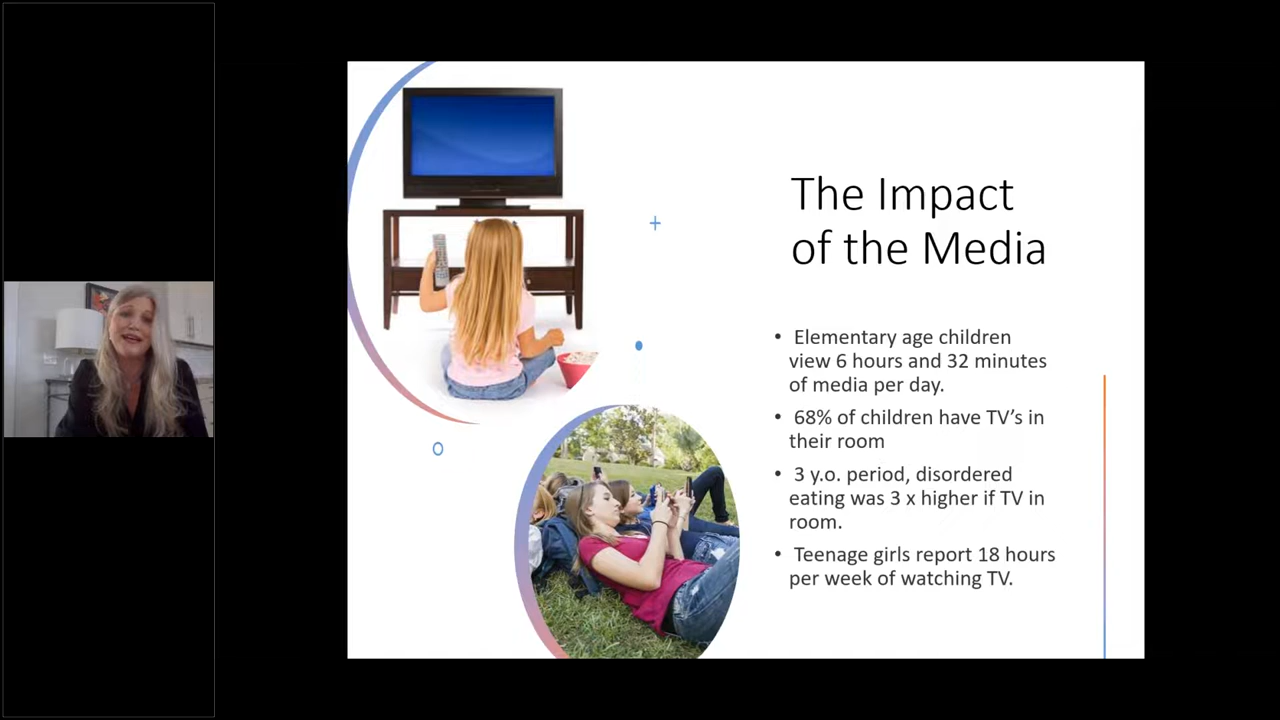 The Impact
of the Media
• Elementary age children
view 6 hours and 32 minutes
of media per day.
• 68% of children have TV’s in
their room
• 3 y.o. period, disordered
eating was 3 x higher if TV in
room.
• Teenage girls report 18 hours
per week of watching TV.